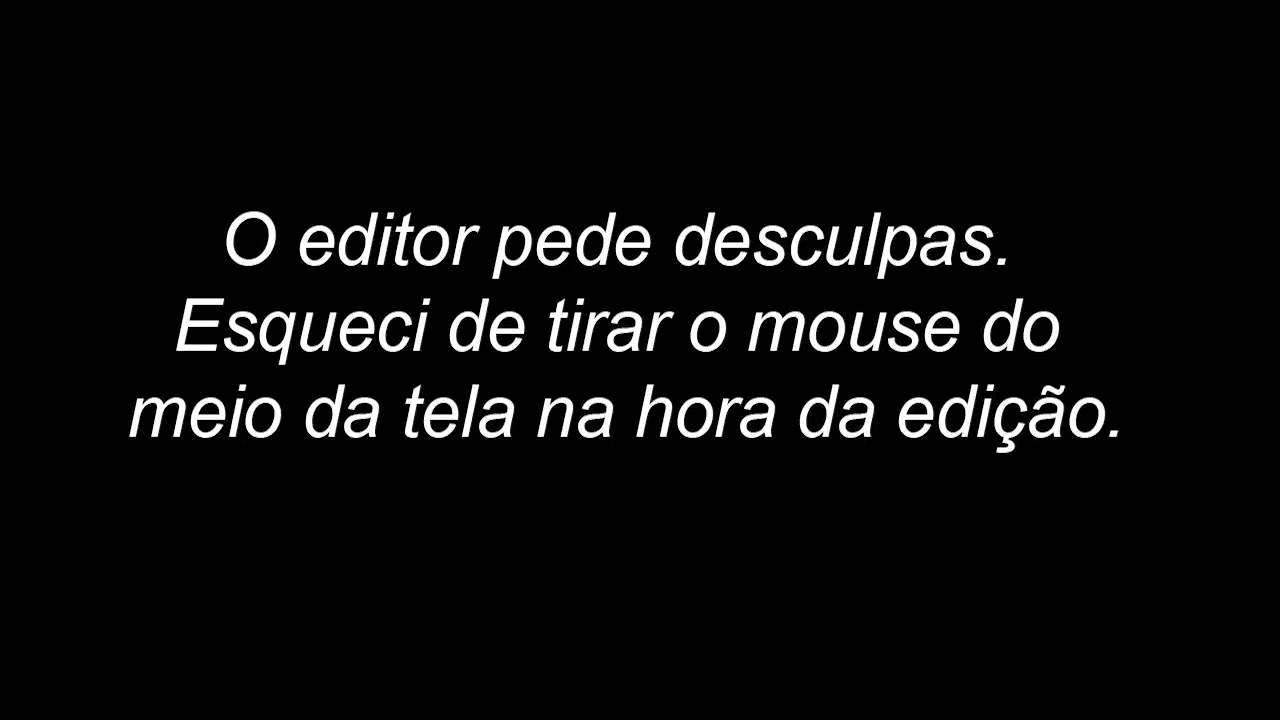 O editor pede desculpas.
Esqueci de tirar o mouse do
meio da tela na hora da edição.